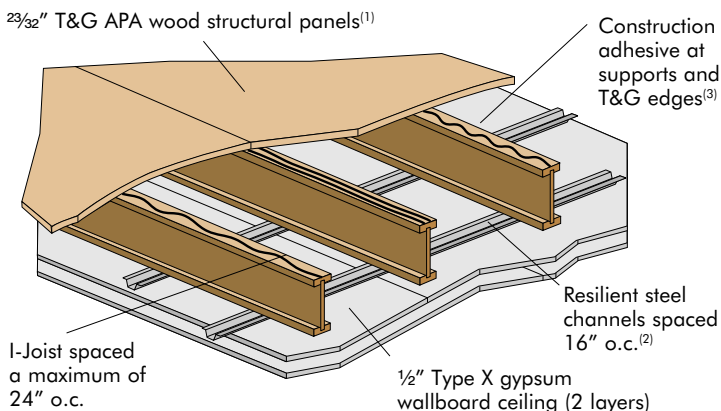 23⁄32″ T&G APA wood structural panels(1)
Construction
adhesive at
supports and
T&G edges(3)
Resilient steel
channels spaced
16″ o.c.(2)
I-Joist spaced
a maximum of
24″ o.c.
½″ Type X gypsum
wallboard ceiling (2 layers)